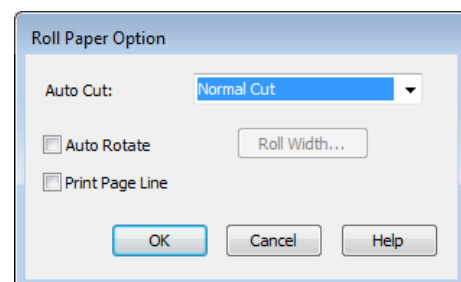 Roll Paper Option
Auto Cut: Normal Cut
Auto Rotate Roll Width...
Print Page Line
OK Cancel Help